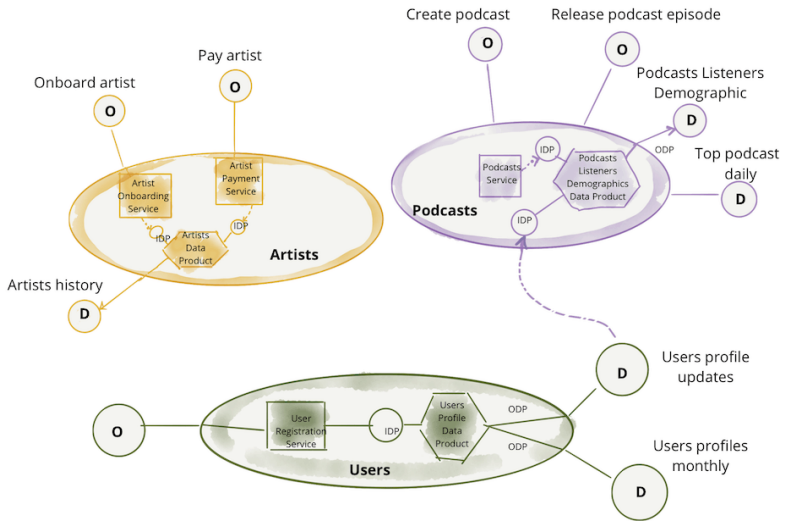 Create podcast
Release podcast episode
O
O
Pay artist
O
Onboard artist
O
Podcasts Listeners
Demographic
D
ODP
Top podcast
daily
D
IDP
Podcasts
Service
Podcasts
Listeners
Demographics
Data Product
IDP
Podcasts
Artist
Onboarding
Service
Artist
Payment
Service
IDP
IDP
Artists
Data
Product
Artists
Artists history
D
Users profile
updates
D
O
User
Registration
Service
IDP
Users
Profile
Data
Product
ODP
ODP
Users
Users profiles
monthly
D